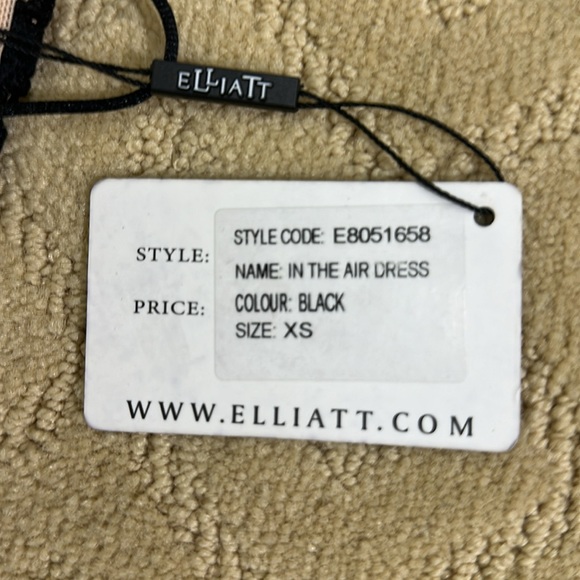 ELLIATT
STYLE:
STYLE CODE: E8051658
NAME: IN THE AIR DRESS
PRICE:
COLOUR: BLACK
SIZE: XS
WWW.ELLIATT.COM